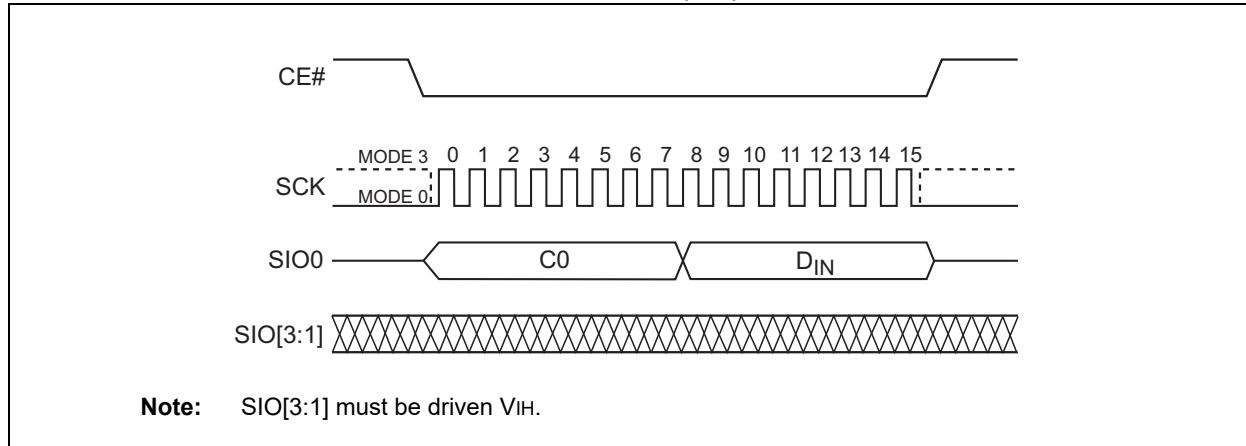 CE#
MODE 3 0 1 2 3 4 5 6 7 8 9 10 11 12 13 14 15
SCK
MODE 0
SIO0 C0 DIN
SIO[3:1]
Note: SIO[3:1] must be driven VIH.